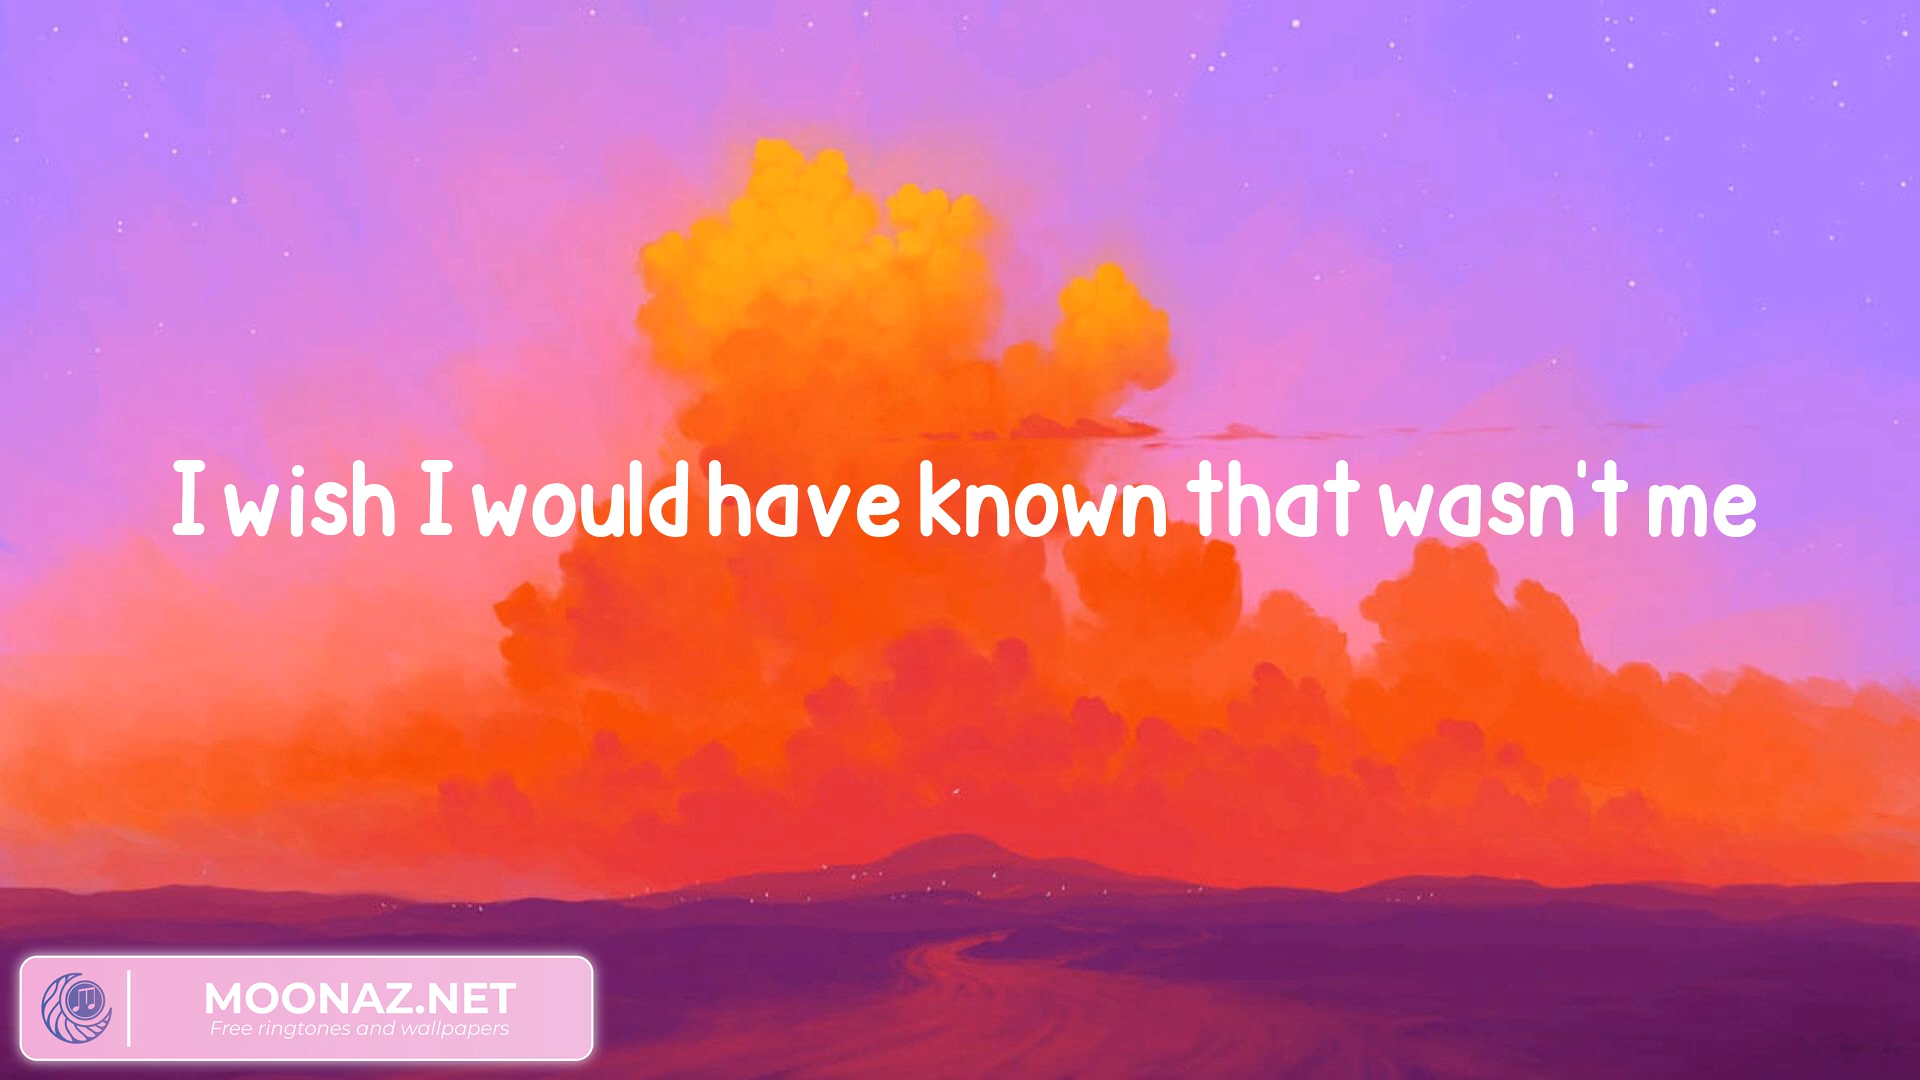 I wish I would have known that wasn't me
MOONAZ.NET
Free ringtones and wallpapers